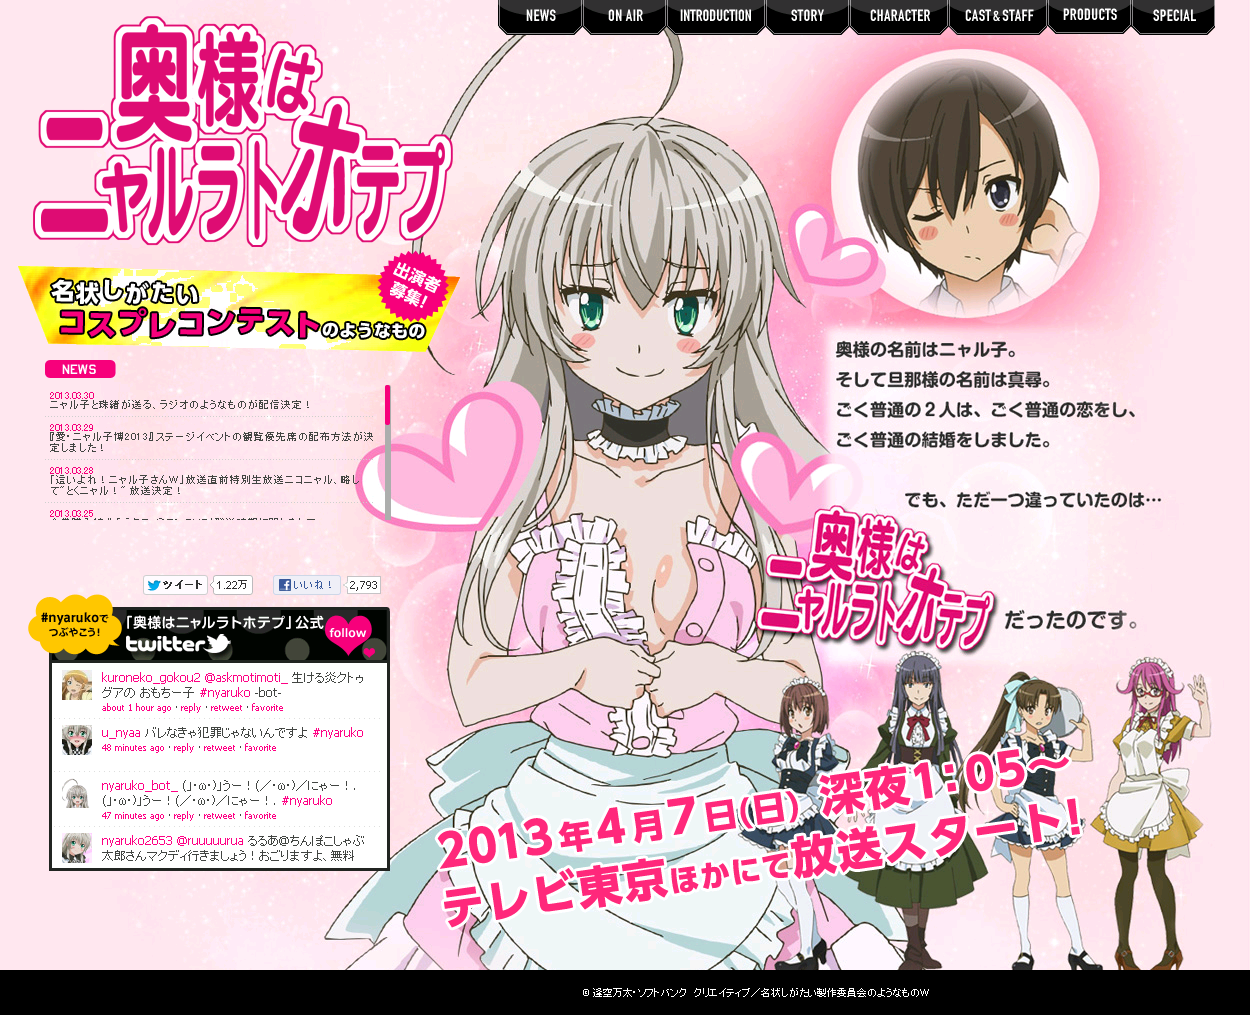 NEWS
ON AIR
INTRODUCTION
STORY
CHARACTER
CAST & STAFF
PRODUCTS
SPECIAL
奥様は
ニャルラトホテプ
出演者
募集!
名状しがたい
コスプレコンテストのようなもの
NEWS
2013.03.30
ニャル子と珠緒が送る、ラジオのようなものが配信決定！
2013.03.29
『愛・ニャル子博2013』ステージイベントの観覧優先席の配布方法が決
定しました！
2013.03.28
「這いよれ！ニャル子さんW」放送直前特別生放送ニコニャル、略し
て"とくニャル！" 放送決定！
2013.03.25
奥様の名前はニャル子。
そして旦那様の名前は真尋。
ごく普通の２人は、ごく普通の恋をし、
ごく普通の結婚をしました。
でも、ただ一つ違っていたのは…
奥様は
ニャルラトホテプ
だったのです。
ツイート
1.22万
いいね！
2,793
#nyarukoで
つぶやこう!
「奥様はニャルラトホテプ」公式
twitter
follow
kuroneko_gokou2 @askmotimoti_ 生ける炎クトゥ
グアの おもちー子 #nyaruko -bot-
about 1 hour ago・reply・retweet・favorite
u_nyaa バレなきゃ犯罪じゃないんですよ #nyaruko
48 minutes ago・reply・retweet・favorite
nyaruko_bot_ (」・ω・)」うー！(／・ω・)／にゃー！.
(」・ω・)」うー！(／・ω・)／にゃー！. #nyaruko
47 minutes ago・reply・retweet・favorite
nyaruko2653 @ruuuuurua るるあ@ちんぽこしゃぶ
太郎さんマクディ行きましょう！おごりますよ、無料
2013年4月7日(日) 深夜1：05〜
テレビ東京ほかにて放送スタート!
© 逢空万太・ソフトバンク クリエイティブ／名状しがたい製作委員会のようなものW